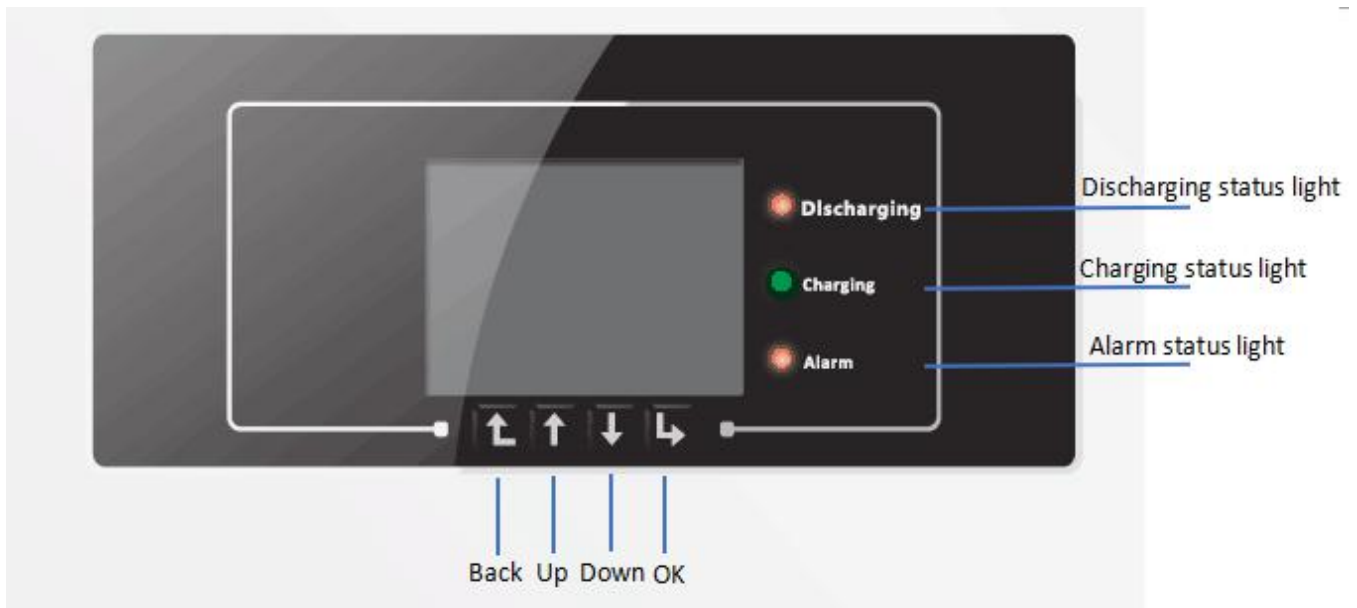 DIscharging
Discharging status light
Charging
Charging status light
Alarm
Alarm status light
Back Up Down OK